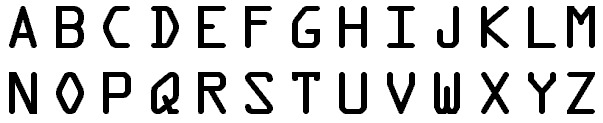 A B C D E F G H I J K L M
N O P Q R S T U V W X Y Z